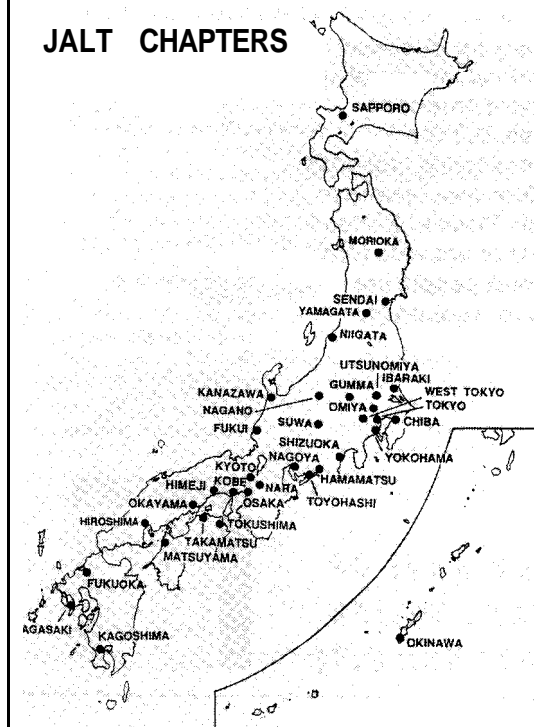 JALT CHAPTERS
SAPPORO
MORIOKA
SENDAI
YAMAGATA
NIIGATA
UTSUNOMIYA
IBARAKI
GUMMA
WEST TOKYO
KANAZAWA
NAGANO
OMIYA
TOKYO
SUWA
CHIBA
FUKUI
SHIZUOKA
YOKOHAMA
NAGOYA
KYOTO
HAMAMATSU
HIMEJI
KOBE
NARA
TOYOHASHI
OKAYAMA
OSAKA
HIROSHIMA
TOKUSHIMA
TAKAMATSU
MATSUYAMA
FUKUOKA
AGASAKI
KAGOSHIMA
OKINAWA